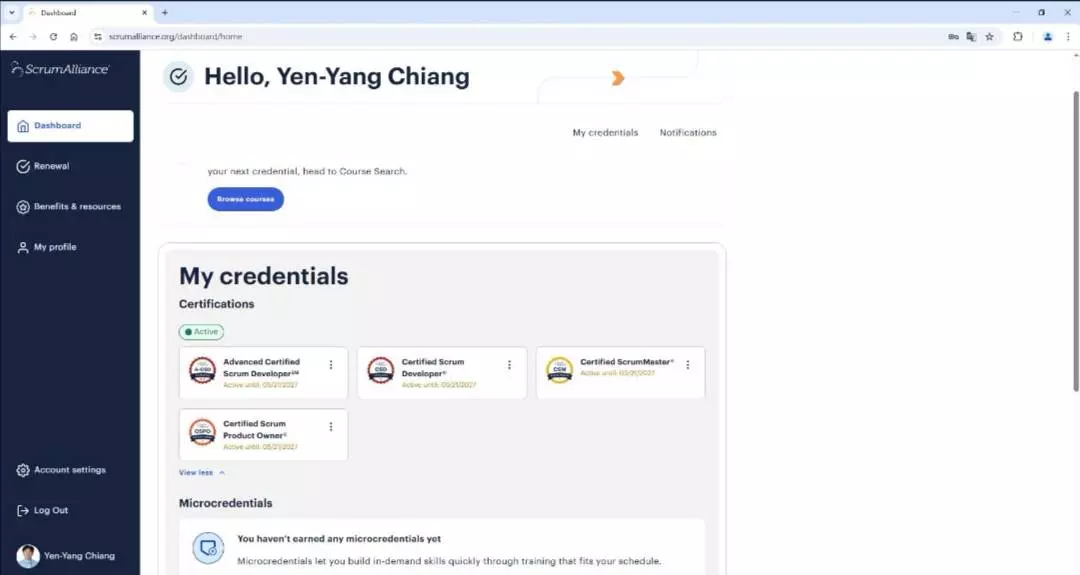 Dashboard
scrumalliance.org/dashboard/home
ScrumAlliance
Hello, Yen-Yang Chiang
Dashboard
Renewal
Benefits & resources
My profile
My credentials Notifications
your next credential, head to Course Search.
Browse courses
My credentials
Certifications
Active
A-CSD
Advanced Certified
Scrum Developer℠
Active until: 05/21/2027
CSD
Certified Scrum
Developer®
Active until: 05/21/2027
CSM
Certified ScrumMaster®
Active until: 05/21/2027
CSPO
Certified Scrum
Product Owner®
Active until: 05/21/2027
View less
Microcredentials
You haven't earned any microcredentials yet
Microcredentials let you build in-demand skills quickly through training that fits your schedule.
Account settings
Log Out
Yen-Yang Chiang